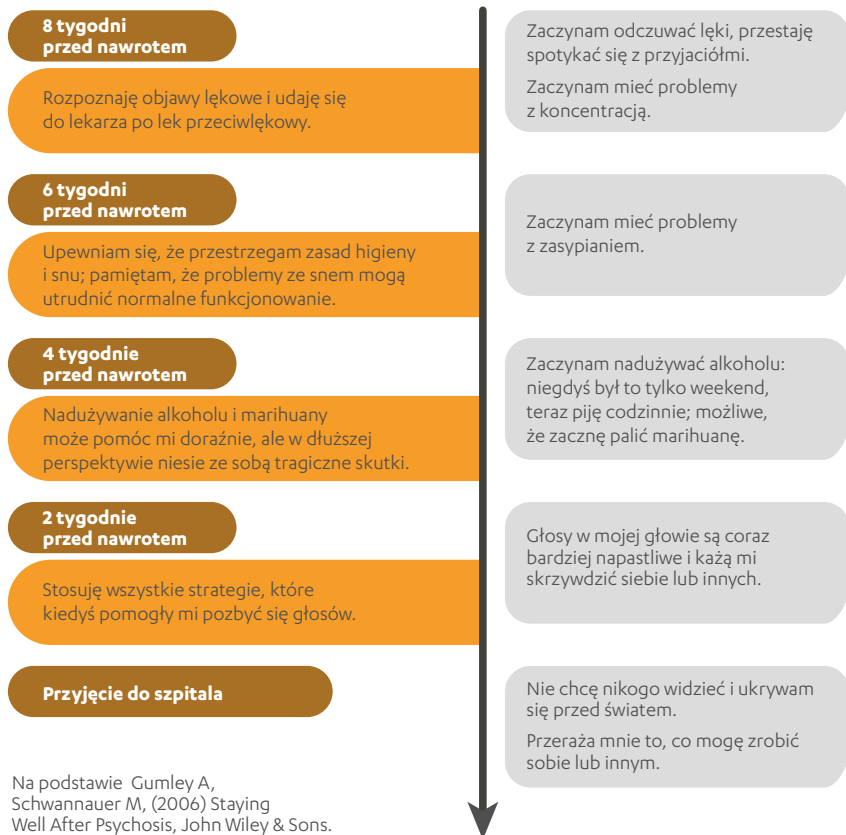 8 tygodni
przed nawrotem
Rozpoznaję objawy lękowe i udaję się
do lekarza po lek przeciwlękowy.
Zaczynam odczuwać lęki, przestaję
spotykać się z przyjaciółmi.
Zaczynam mieć problemy
z koncentracją.
6 tygodni
przed nawrotem
Upewniam się, że przestrzegam zasad higieny
i snu; pamiętam, że problemy ze snem mogą
utrudnić normalne funkcjonowanie.
Zaczynam mieć problemy
z zasypianiem.
4 tygodnie
przed nawrotem
Nadużywanie alkoholu i marihuany
może pomóc mi doraźnie, ale w dłuższej
perspektywie niesie ze sobą tragiczne skutki.
Zaczynam nadużywać alkoholu:
niegdyś był to tylko weekend,
teraz piję codzinnie; możliwe,
że zacznę palić marihuanę.
2 tygodnie
przed nawrotem
Stosuję wszystkie strategie, które
kiedyś pomogły mi pozbyć się głosów.
Głosy w mojej głowie są coraz
bardziej napastliwe i każą mi
skrzywdzić siebie lub innych.
Przyjęcie do szpitala
Nie chcę nikogo widzieć i ukrywam
się przed światem.
Przeraża mnie to, co mogę zrobić
sobie lub innym.
Na podstawie Gumley A,
Schwannauer M, (2006) Staying
Well After Psychosis, John Wiley & Sons.